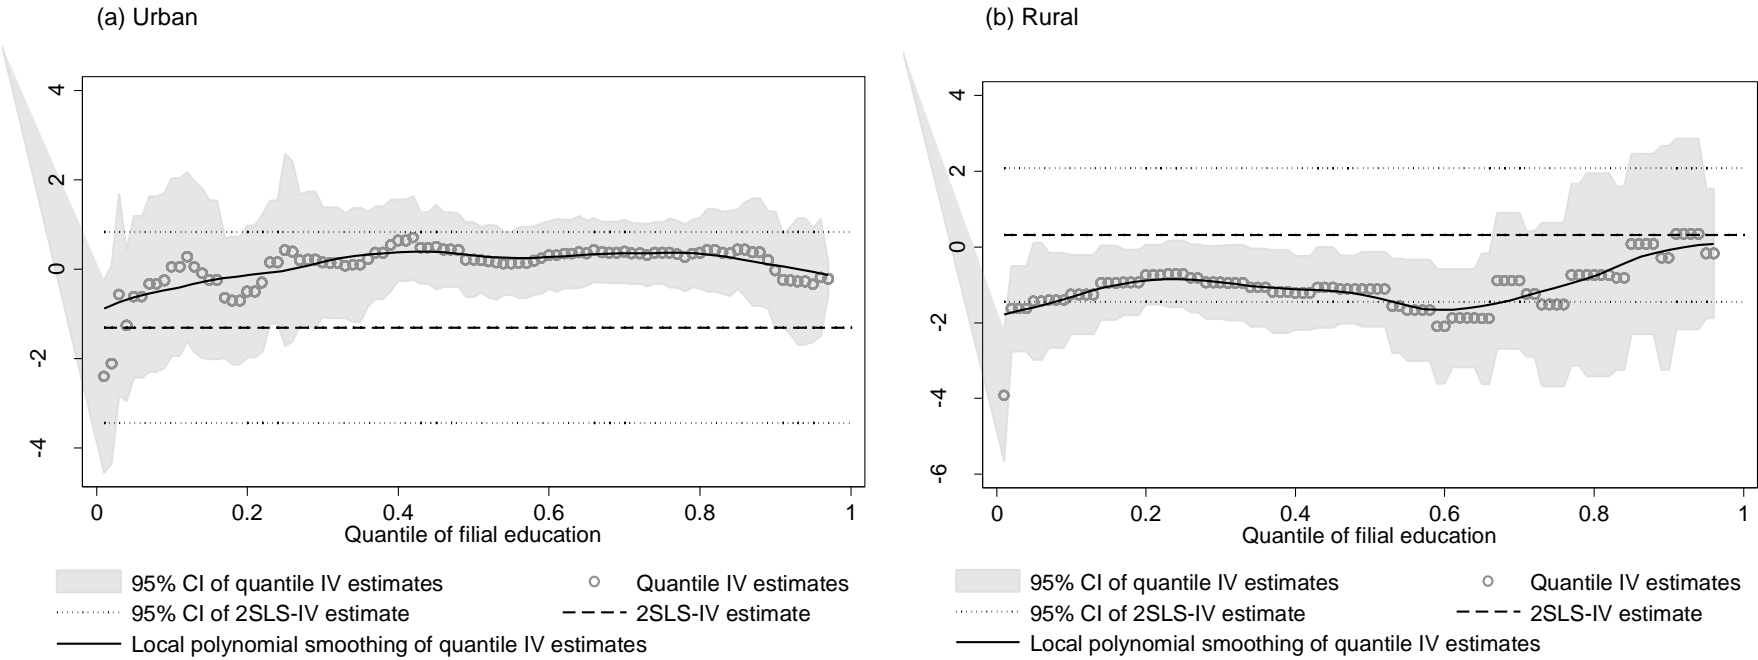 (a) Urban
4
2
0
-2
-4
0 0.2 0.4 0.6 0.8 1
Quantile of filial education
95% CI of quantile IV estimates Quantile IV estimates
95% CI of 2SLS-IV estimate 2SLS-IV estimate
Local polynomial smoothing of quantile IV estimates
(b) Rural
4
2
0
-2
-4
-6
0 0.2 0.4 0.6 0.8 1
Quantile of filial education
95% CI of quantile IV estimates Quantile IV estimates
95% CI of 2SLS-IV estimate 2SLS-IV estimate
Local polynomial smoothing of quantile IV estimates